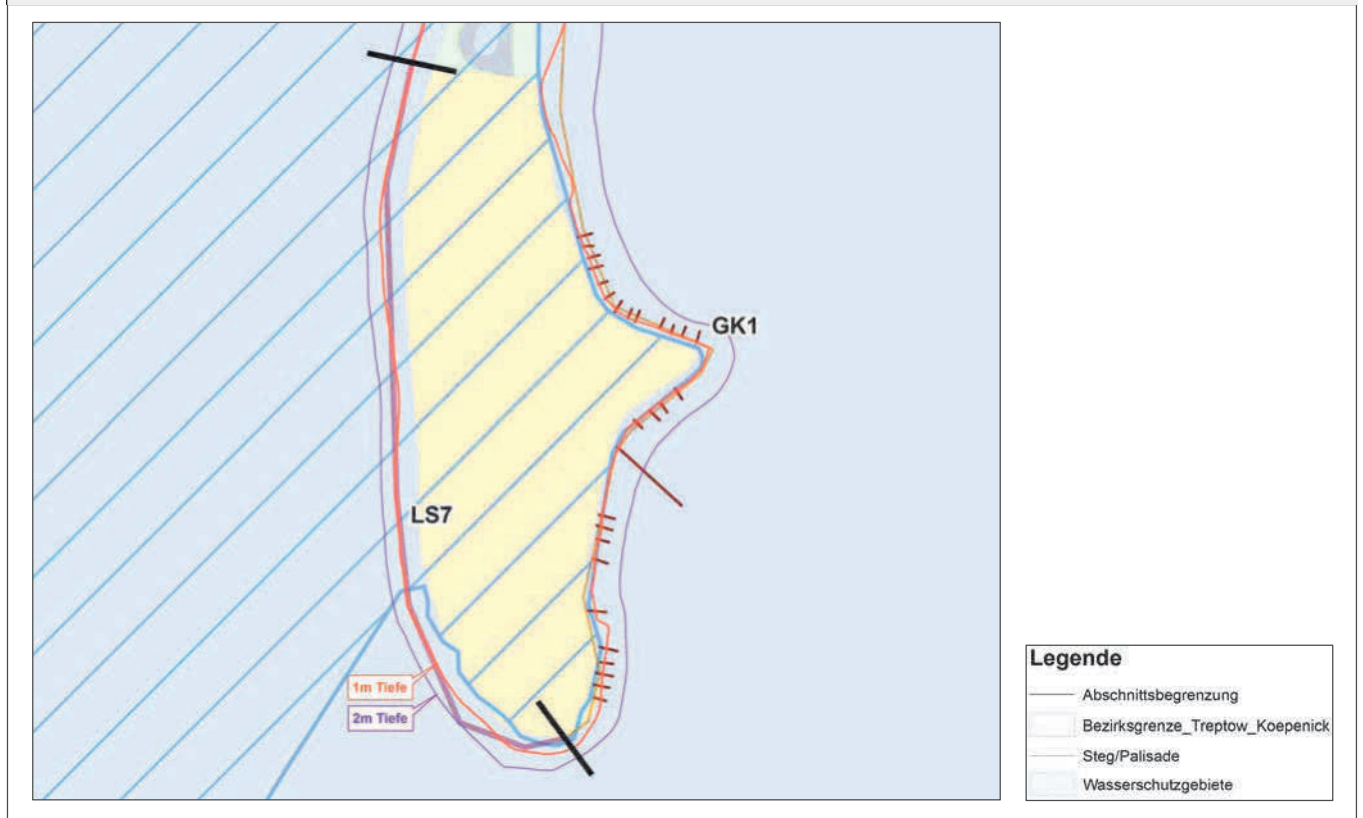 GK1
LS7
1m Tiefe
2m Tiefe
Legende
Abschnittsbegrenzung
Bezirksgrenze_Treptow_Koepenick
Steg/Palisade
Wasserschutzgebiete